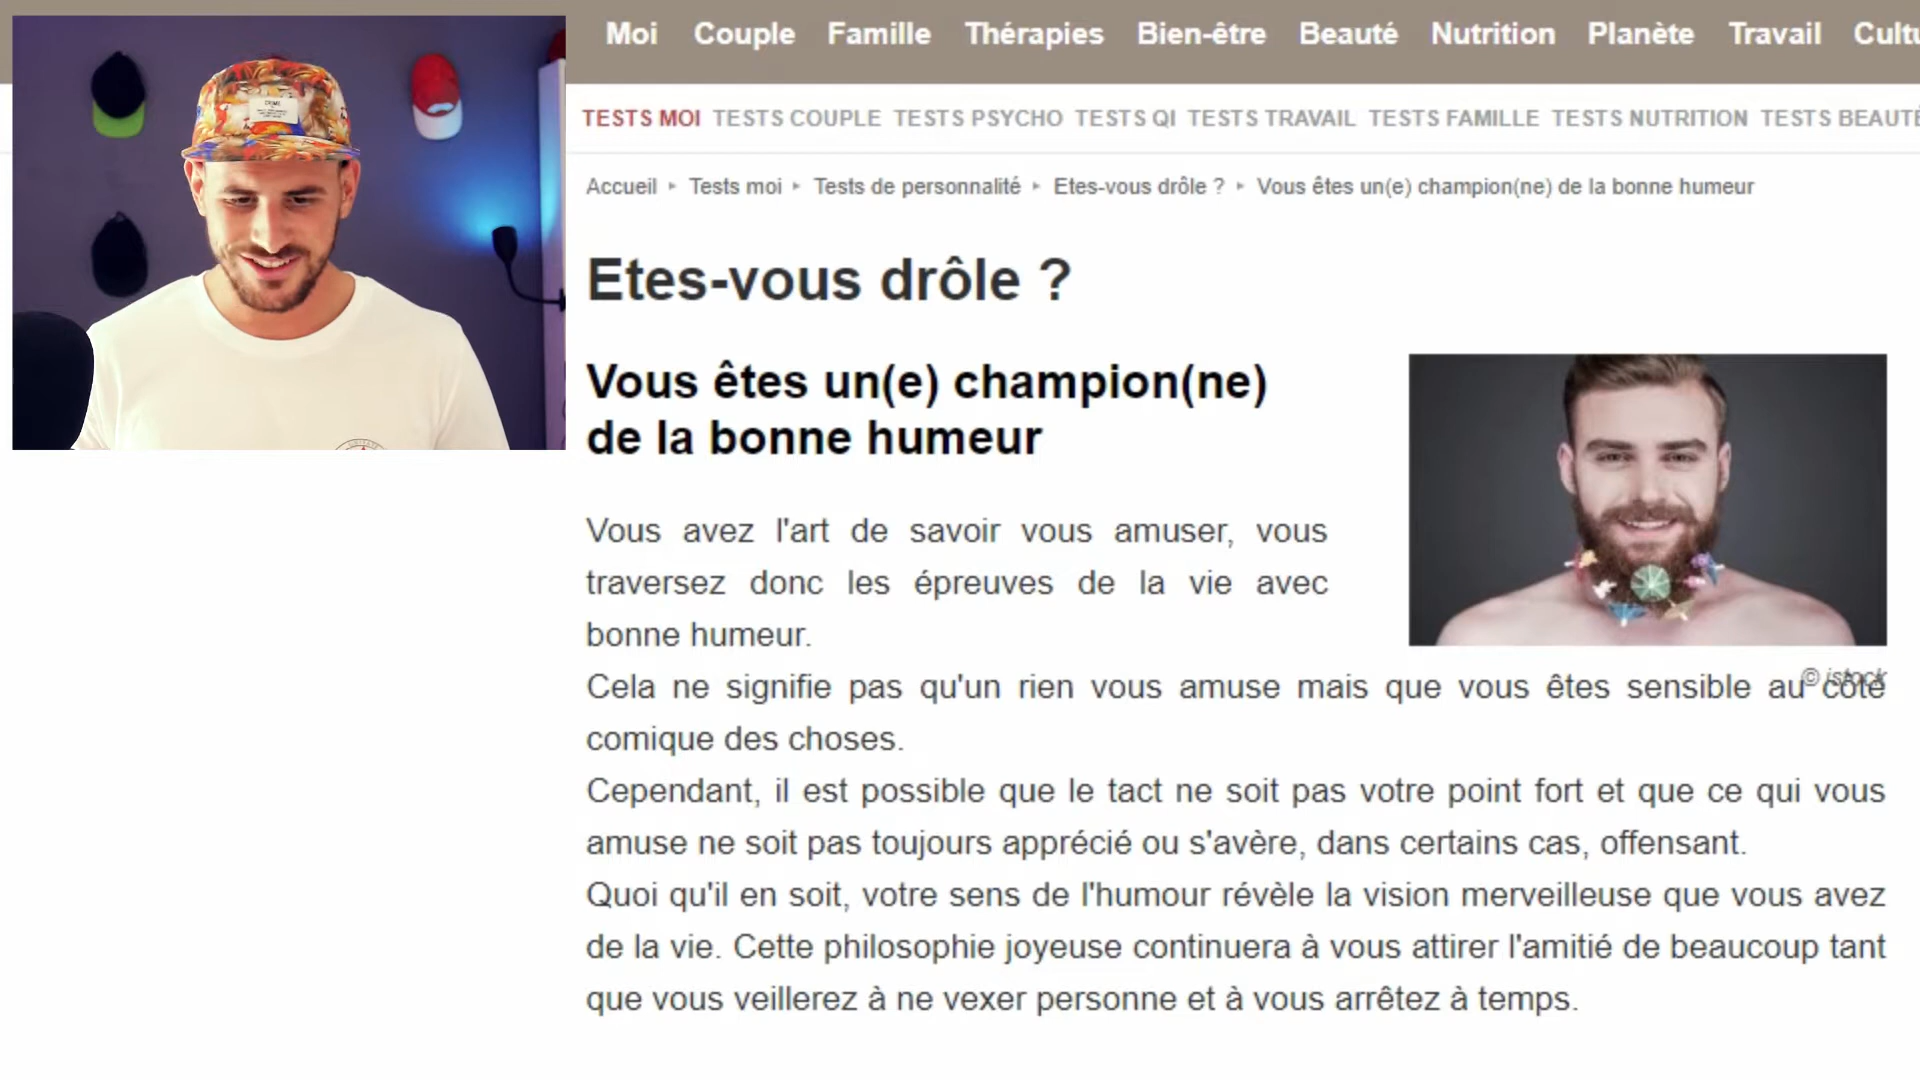 Moi Couple Famille Thérapies Bien-être Beauté Nutrition Planète Travail
TESTS MOI TESTS COUPLE TESTS PSYCHO TESTS QI TESTS TRAVAIL TESTS FAMILLE TESTS NUTRITION TESTS BEAUTÉ
Accueil ▸ Tests moi ▸ Tests de personnalité ▸ Etes-vous drôle ? ▸ Vous êtes un(e) champion(ne) de la bonne humeur
Etes-vous drôle ?
Vous êtes un(e) champion(ne)
de la bonne humeur
Vous avez l'art de savoir vous amuser, vous
traversez donc les épreuves de la vie avec
bonne humeur.
© istock
Cela ne signifie pas qu'un rien vous amuse mais que vous êtes sensible au côté
comique des choses.
Cependant, il est possible que le tact ne soit pas votre point fort et que ce qui vous
amuse ne soit pas toujours apprécié ou s'avère, dans certains cas, offensant.
Quoi qu'il en soit, votre sens de l'humour révèle la vision merveilleuse que vous avez
de la vie. Cette philosophie joyeuse continuera à vous attirer l'amitié de beaucoup tant
que vous veillerez à ne vexer personne et à vous arrêtez à temps.